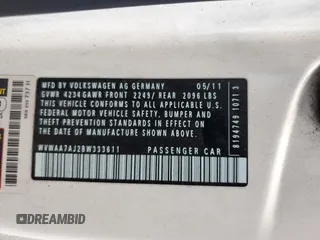 MFD. BY VOLKSWAGEN AG GERMANY 05/11
GVWR 4234 GAWR FRONT 2249/ REAR 2096 LBS
THIS VEHICLE CONFORMS TO ALL APPLICABLE U.S.
FEDERAL MOTOR VEHICLE SAFETY, BUMPER AND
THEFT PREVENTION STANDARDS IN EFFECT ON THE
DATE OF MANUFACTURE SHOWN ABOVE.
WVWAA7AJ2BW333611 PASSENGER CAR
8194749 10713
DREAMBID